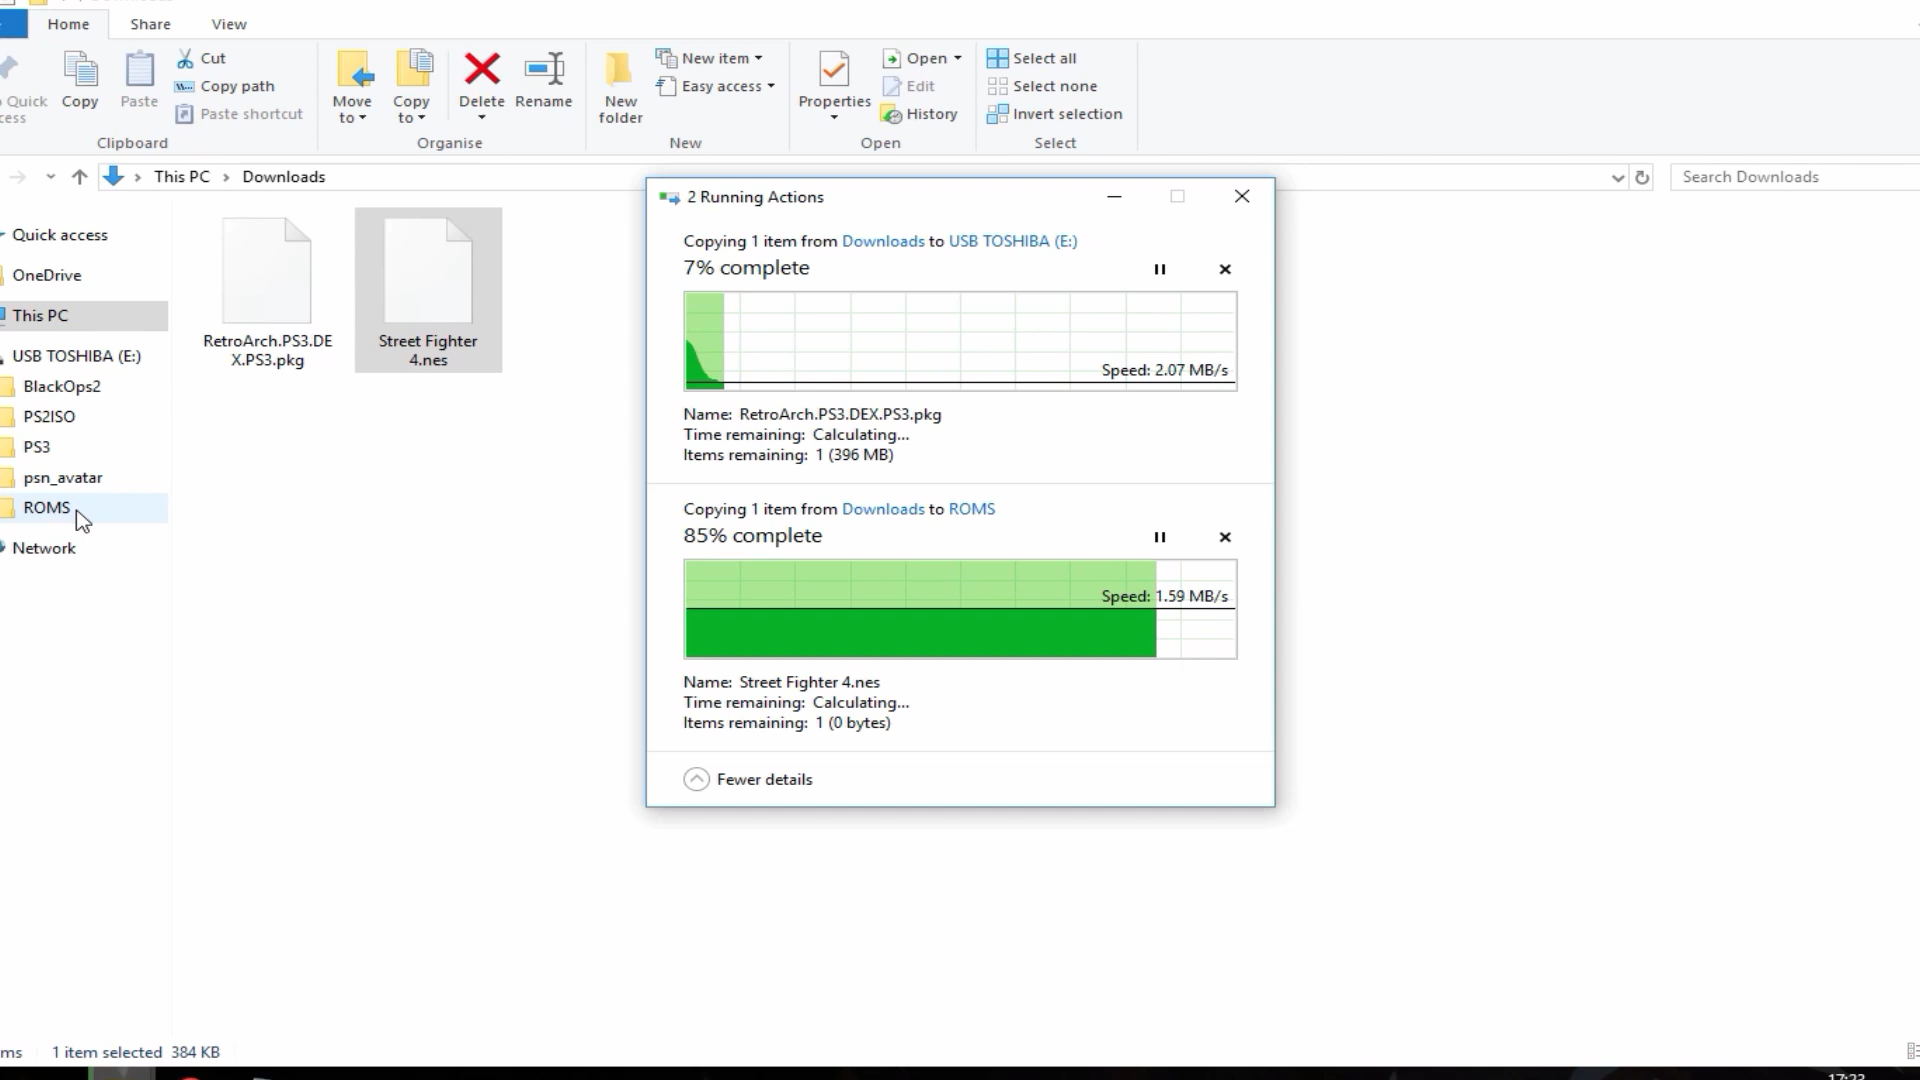 Home Share View
Cut
Copy path
Paste shortcut
Quick
Copy
Paste
Clipboard
Move to
Copy to
Delete
Rename
Organise
New folder
New item
Easy access
New
Properties
Open
Edit
History
Open
Select all
Select none
Invert selection
Select
This PC > Downloads
Search Downloads
Quick access
OneDrive
This PC
USB TOSHIBA (E:)
BlackOps2
PS2ISO
PS3
psn_avatar
ROMS
Network
RetroArch.PS3.DE
X.PS3.pkg
Street Fighter
4.nes
2 Running Actions
Copying 1 item from Downloads to USB TOSHIBA (E:)
7% complete
Speed: 2.07 MB/s
Name: RetroArch.PS3.DEX.PS3.pkg
Time remaining: Calculating...
Items remaining: 1 (396 MB)
Copying 1 item from Downloads to ROMS
85% complete
Speed: 1.59 MB/s
Name: Street Fighter 4.nes
Time remaining: Calculating...
Items remaining: 1 (0 bytes)
Fewer details
1 item selected 384 KB